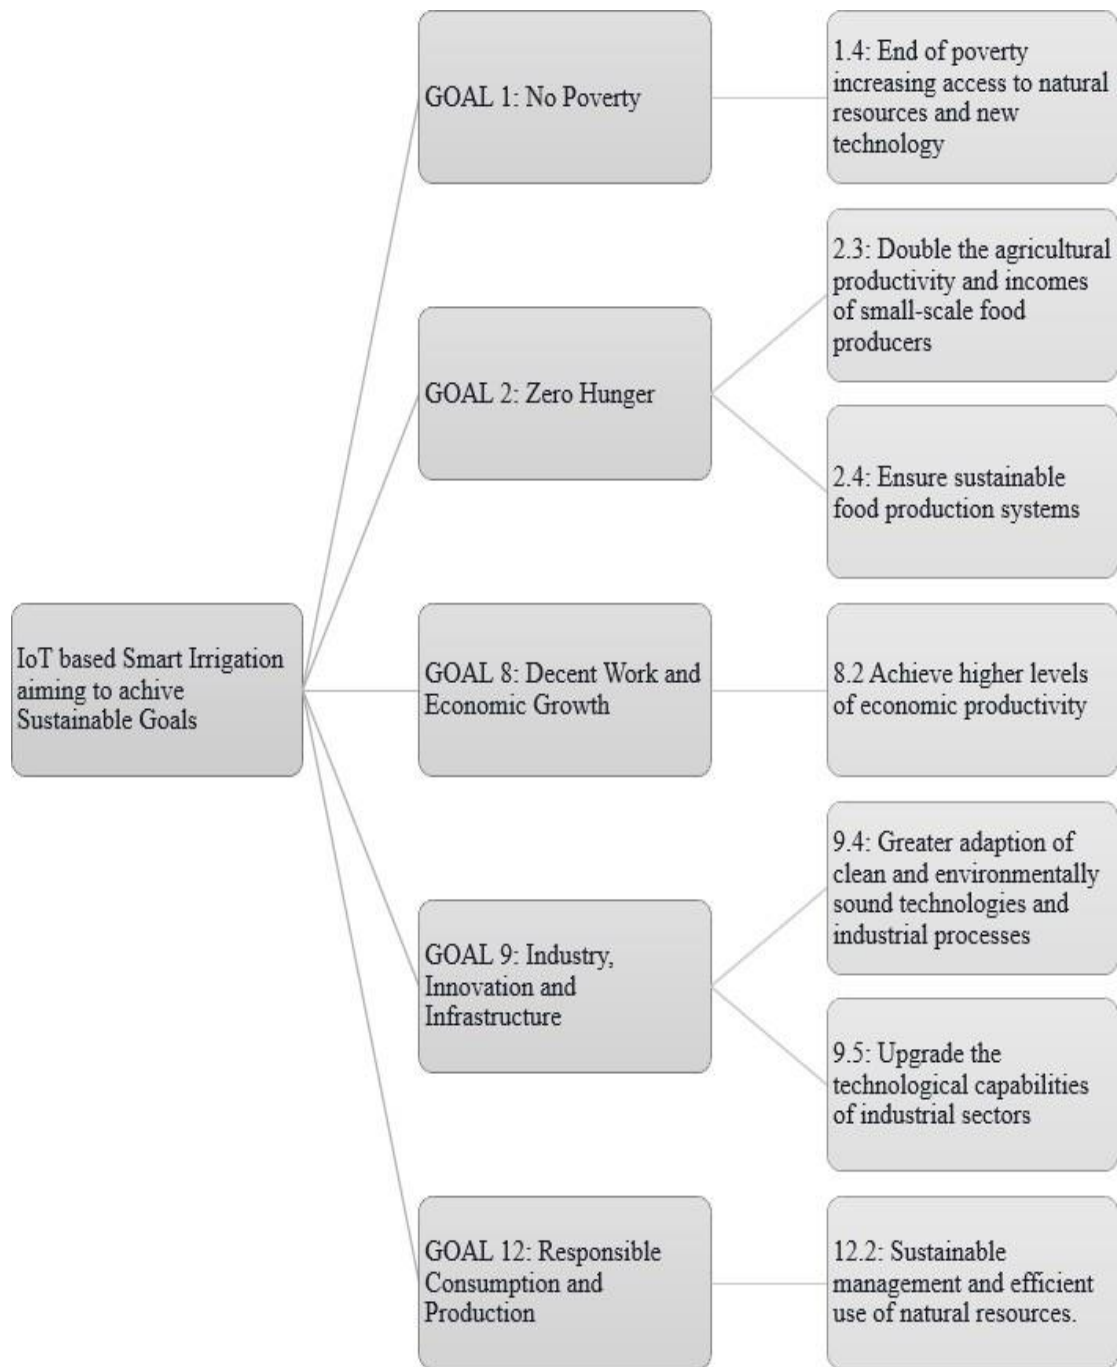 GOAL 1: No Poverty
1.4: End of poverty
increasing access to natural
resources and new
technology
GOAL 2: Zero Hunger
2.3: Double the agricultural
productivity and incomes
of small-scale food
producers
2.4: Ensure sustainable
food production systems
IoT based Smart Irrigation
aiming to achive
Sustainable Goals
GOAL 8: Decent Work and
Economic Growth
8.2 Achieve higher levels
of economic productivity
GOAL 9: Industry,
Innovation and
Infrastructure
9.4: Greater adaption of
clean and environmentally
sound technologies and
industrial processes
9.5: Upgrade the
technological capabilities
of industrial sectors
GOAL 12: Responsible
Consumption and
Production
12.2: Sustainable
management and efficient
use of natural resources.